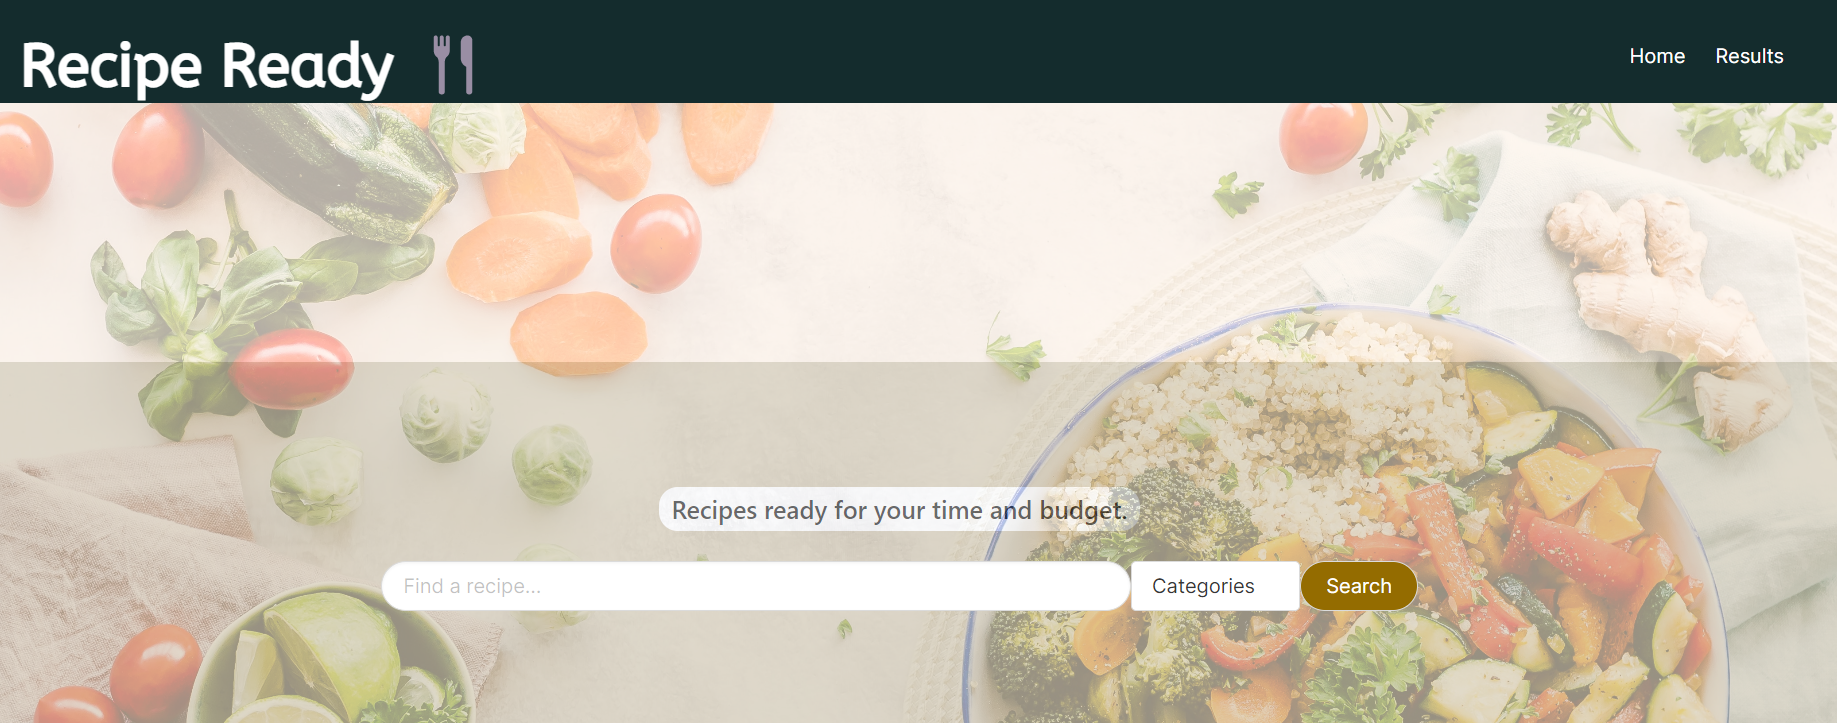 Recipe Ready
Home
Results
Recipes ready for your time and budget.
Find a recipe...
Categories
Search